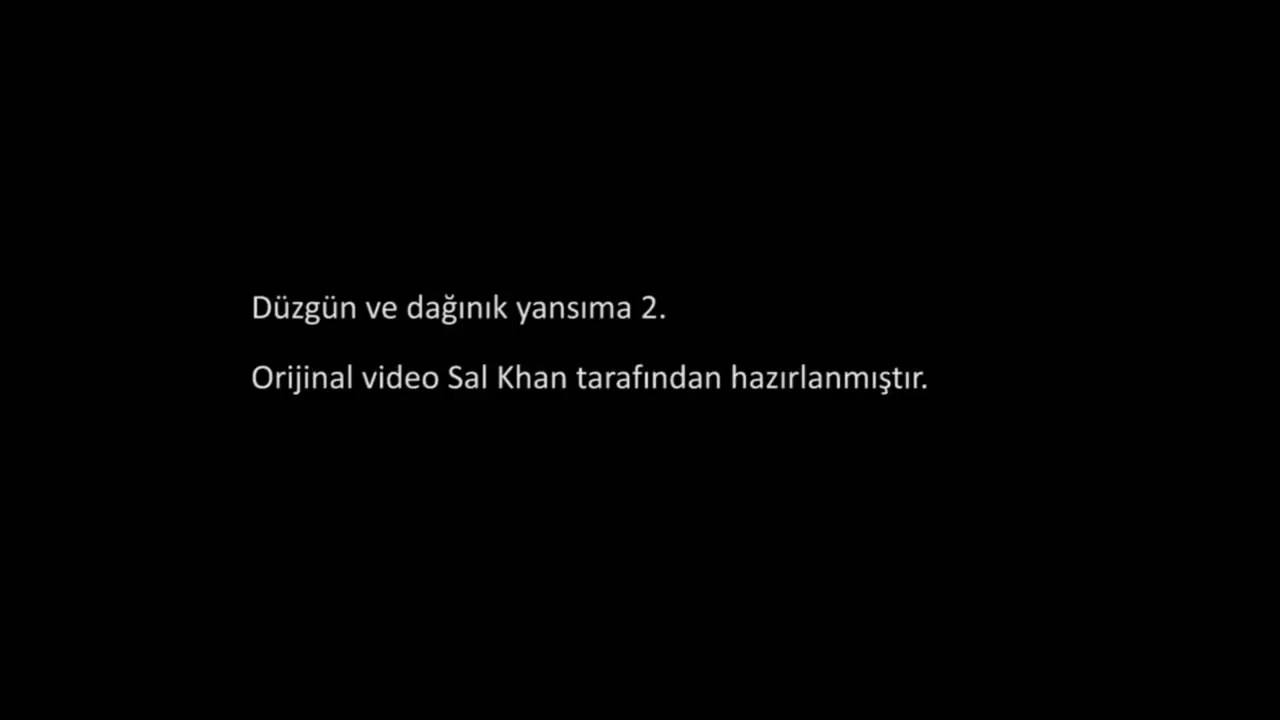 Düzgün ve dağınık yansıma 2.
Orijinal video Sal Khan tarafından hazırlanmıştır.